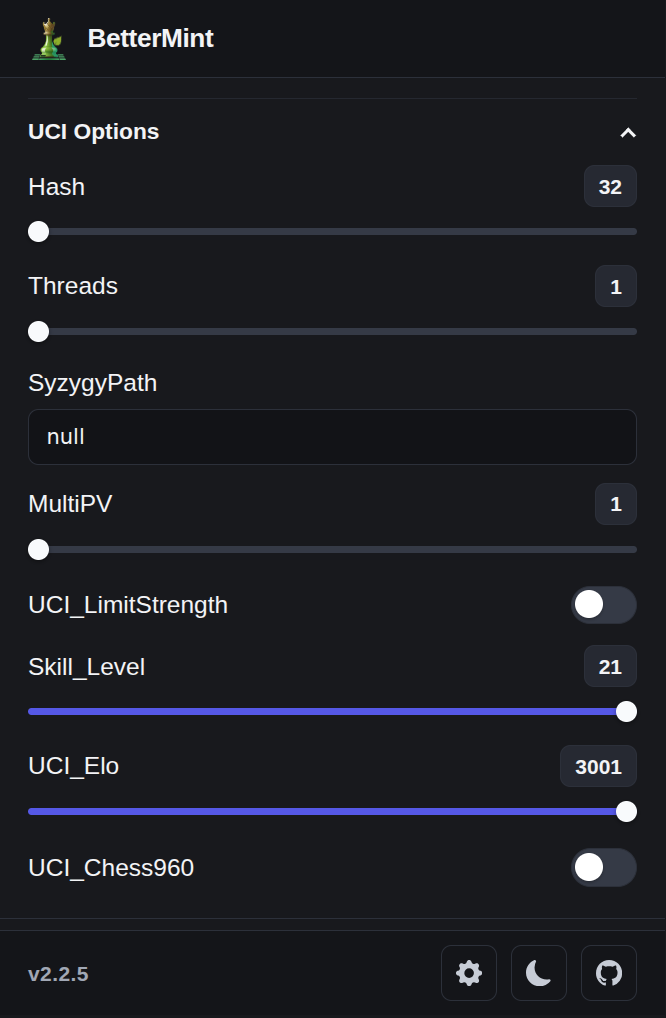 BetterMint
UCI Options
Hash 32
Threads 1
SyzygyPath
null
MultiPV 1
UCI_LimitStrength
Skill_Level 21
UCI_Elo 3001
UCI_Chess960
v2.2.5